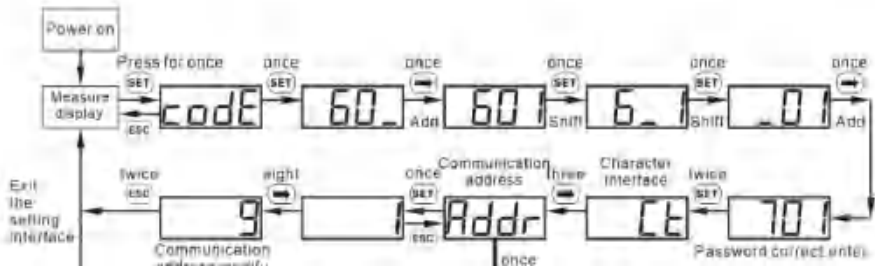 Power on
Press for once once once once once once
SET SET → SET SET →
Measure display
codE 60_ 601 6_1 _01
ESC Add Shift Shift Add
twice eight once Communication address three Character interface twice
ESC → SET → SET
Exit the setting interface
9 1 Addr Ct 701
ESC
Communication
once
Password correct,enter